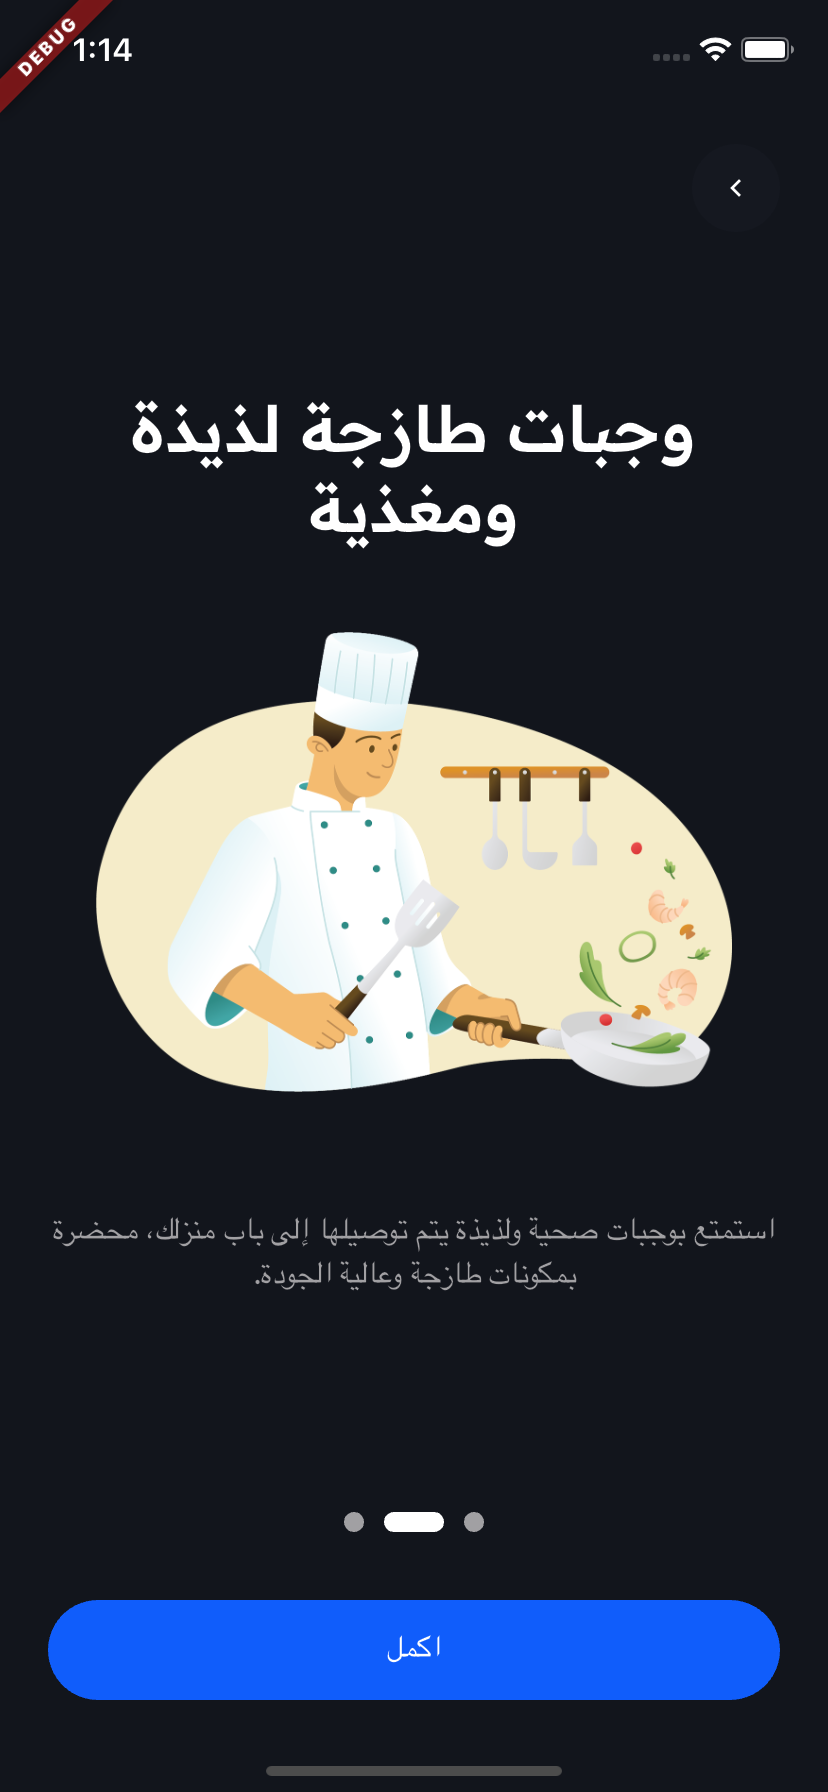 DEBUG
1:14
وجبات طازجة لذيذة
ومغذية
استمتع بوجبات صحية ولذيذة يتم توصيلها إلى باب منزلك، محضرة
بمكونات طازجة وعالية الجودة.
اكمل